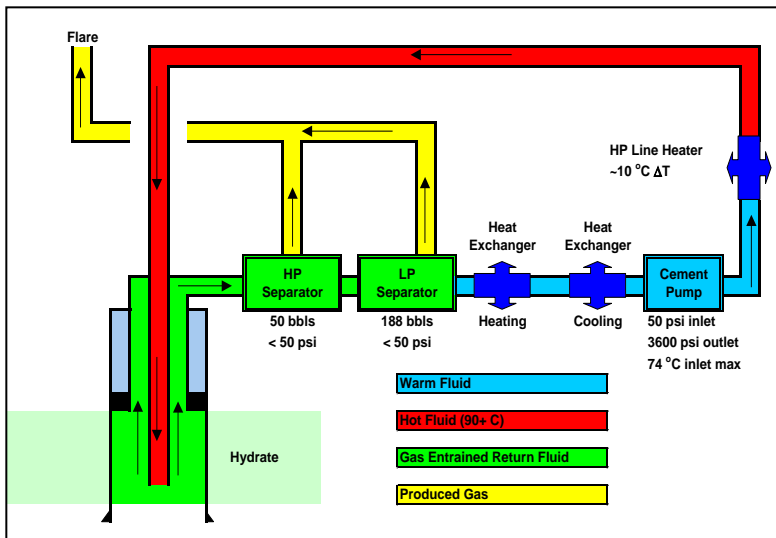 Flare
HP Line Heater
~10 °C ΔT
Heat
Exchanger
Heat
Exchanger
HP
Separator
LP
Separator
Cement
Pump
50 bbls
< 50 psi
188 bbls
< 50 psi
Heating
Cooling
50 psi inlet
3600 psi outlet
74 °C inlet max
Warm Fluid
Hot Fluid (90+ C)
Hydrate
Gas Entrained Return Fluid
Produced Gas